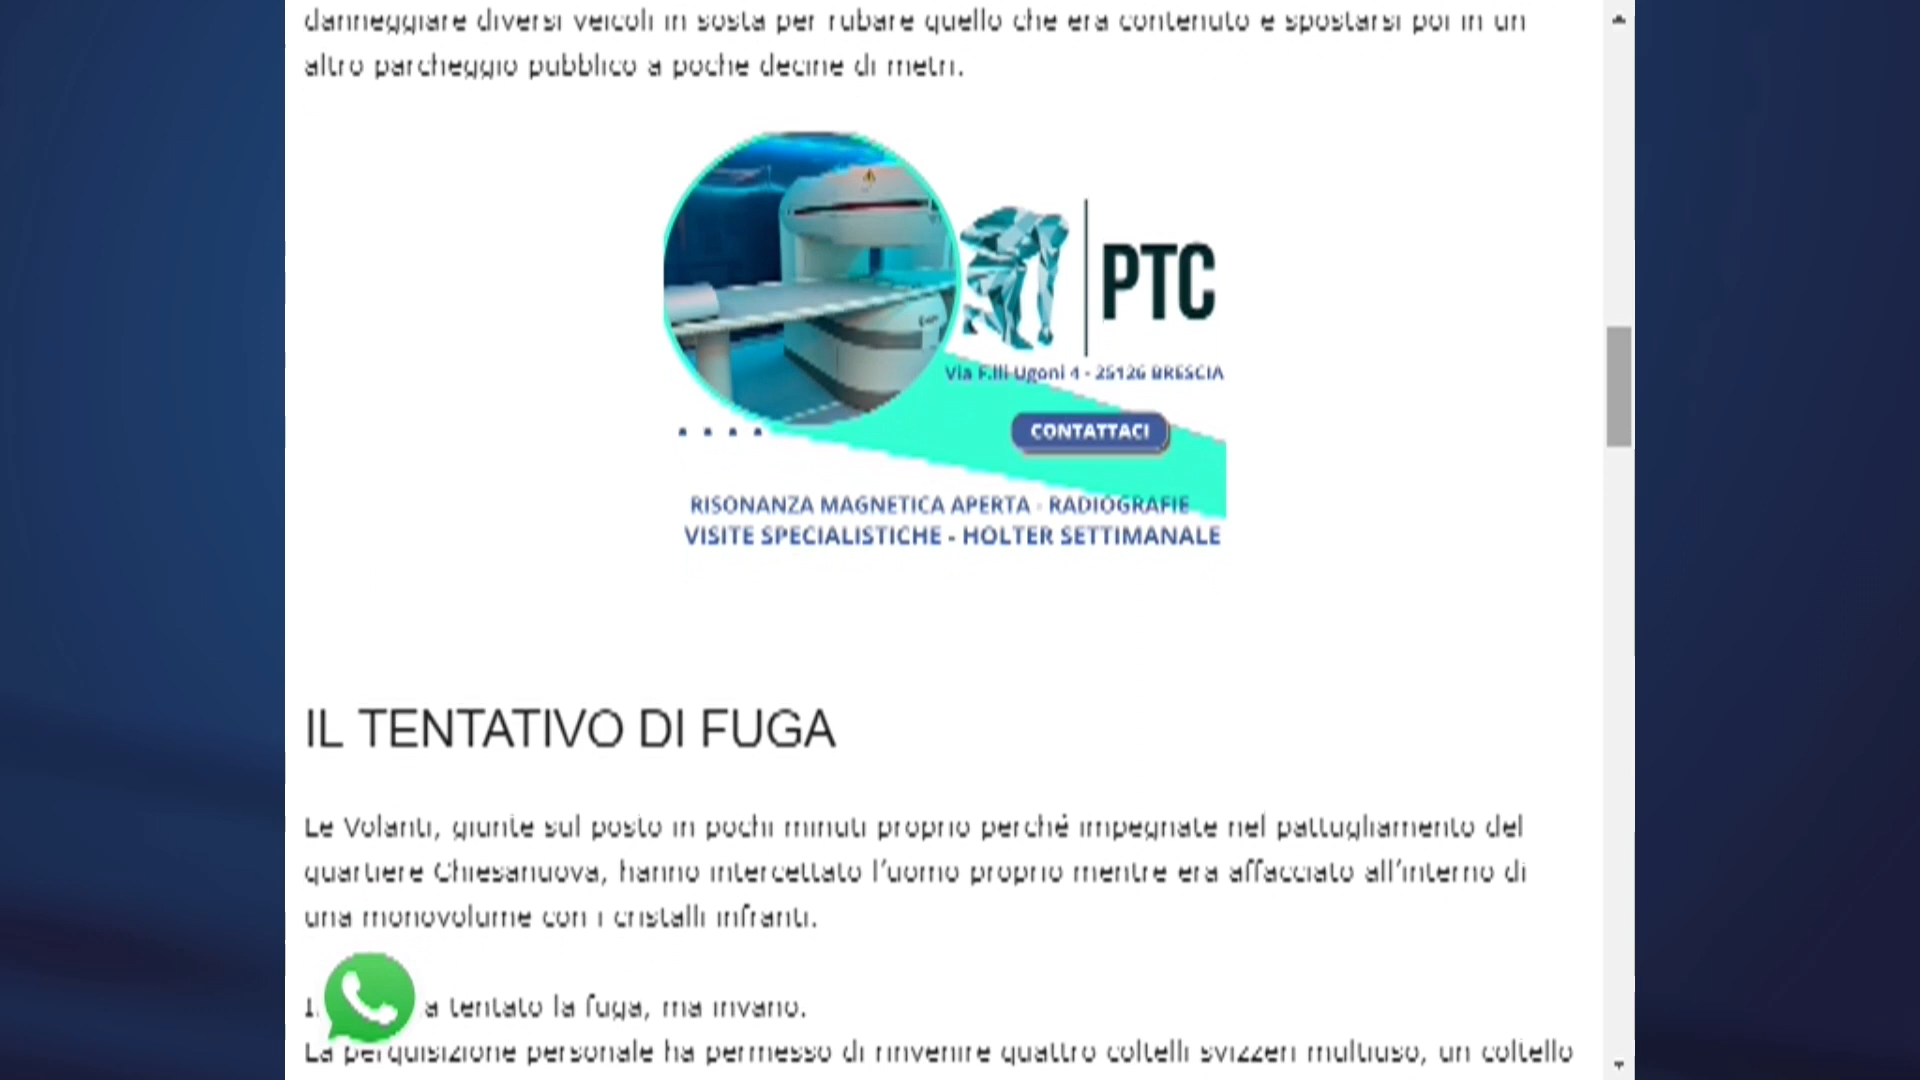 danneggiare diversi veicoli in sosta per rubare quello che era contenuto e spostarsi poi in un
altro parcheggio pubblico a poche decine di metri.
PTC
Via F.lli Ugoni 4 - 25126 BRESCIA
CONTATTACI
RISONANZA MAGNETICA APERTA - RADIOGRAFIE
VISITE SPECIALISTICHE - HOLTER SETTIMANALE
IL TENTATIVO DI FUGA
Le Volanti, giunte sul posto in pochi minuti proprio perché impegnate nel pattugliamento del
quartiere Chiesanuova, hanno intercettato l'uomo proprio mentre era affacciato all'interno di
una monovolume con i cristalli infranti.
a tentato la fuga, ma invano.
La perquisizione personale ha permesso di rinvenire quattro coltelli svizzeri multiuso, un coltello